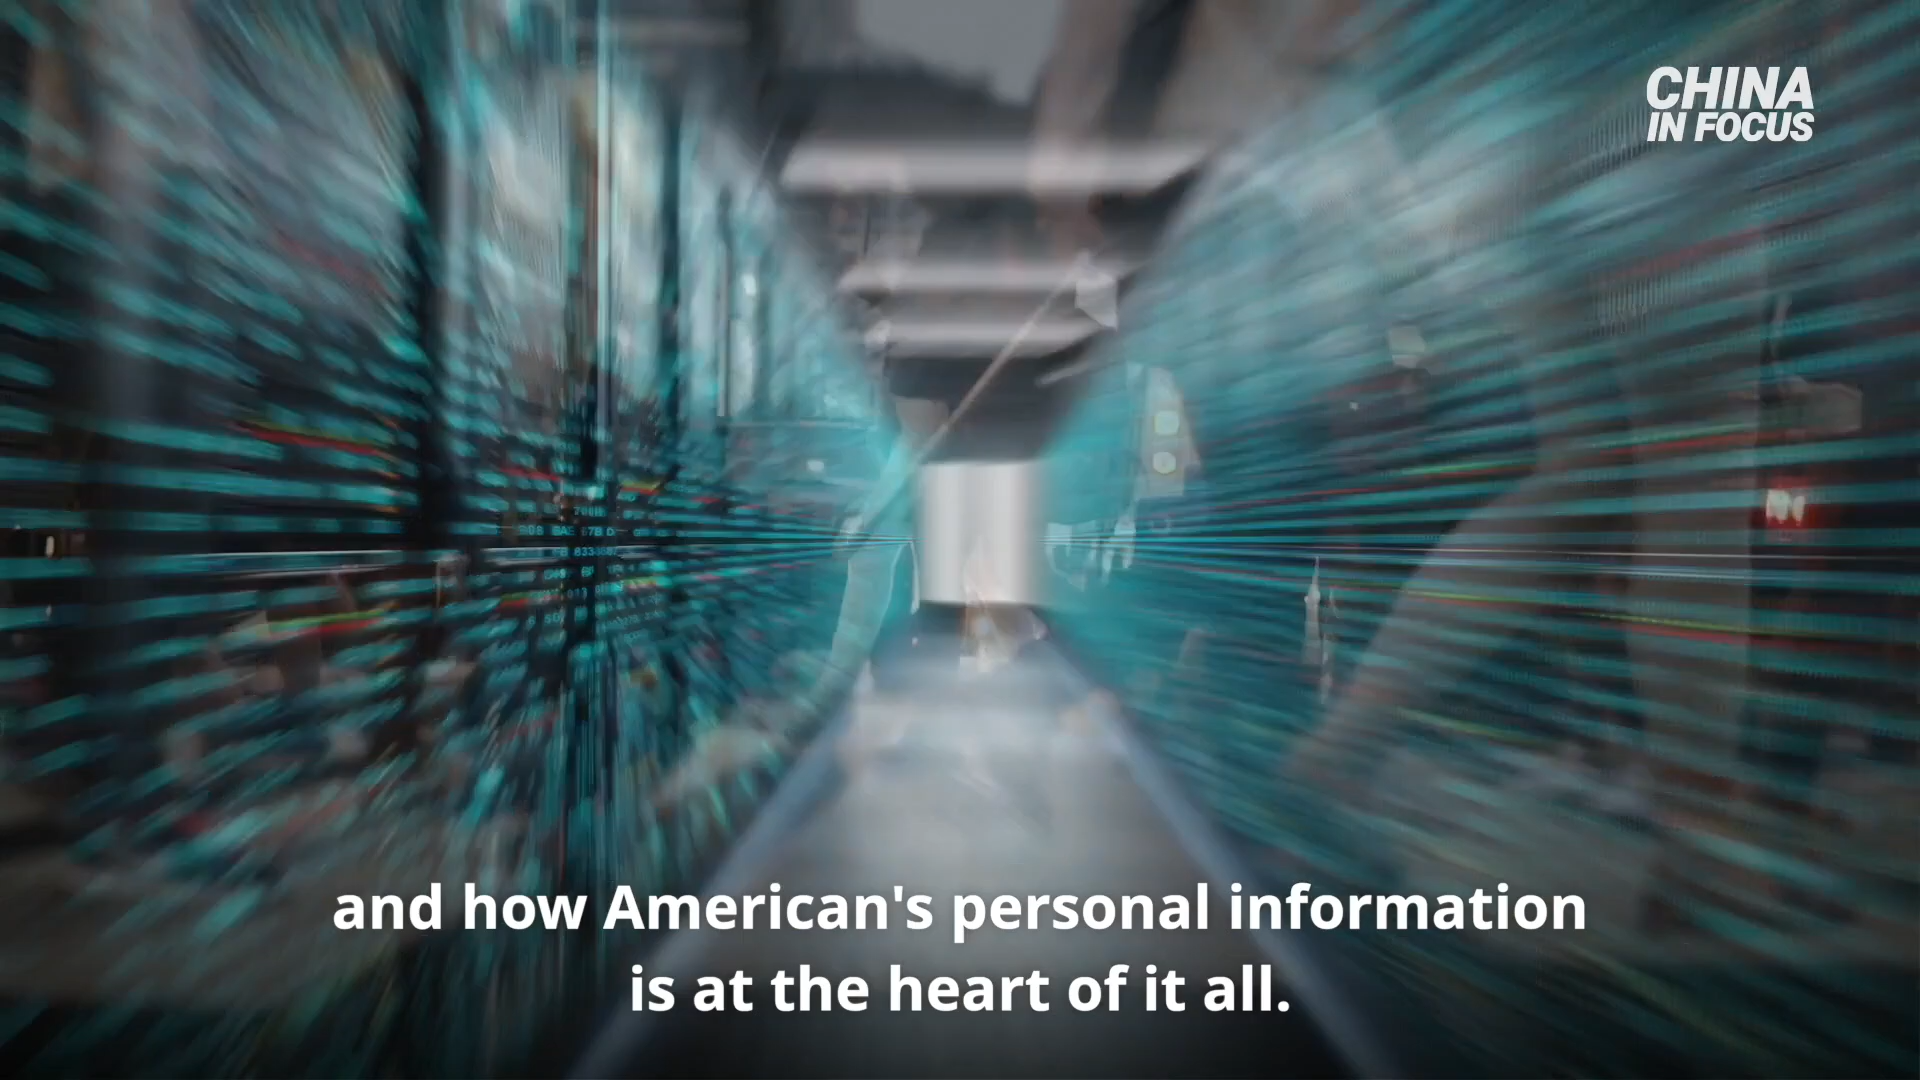 CHINA
IN FOCUS
and how American's personal information
is at the heart of it all.